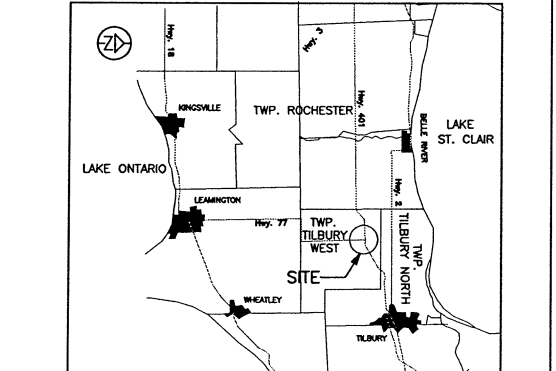 Z
Hwy. 18
Hwy. 3
KINGSVILLE
TWP. ROCHESTER
Hwy. 401
BELLE RIVER
LAKE
ST. CLAIR
LAKE ONTARIO
LEAMINGTON
Hwy. 2
Hwy. 77
TWP.
TILBURY
WEST
TWP.
TILBURY NORTH
SITE
WHEATLEY
TILBURY